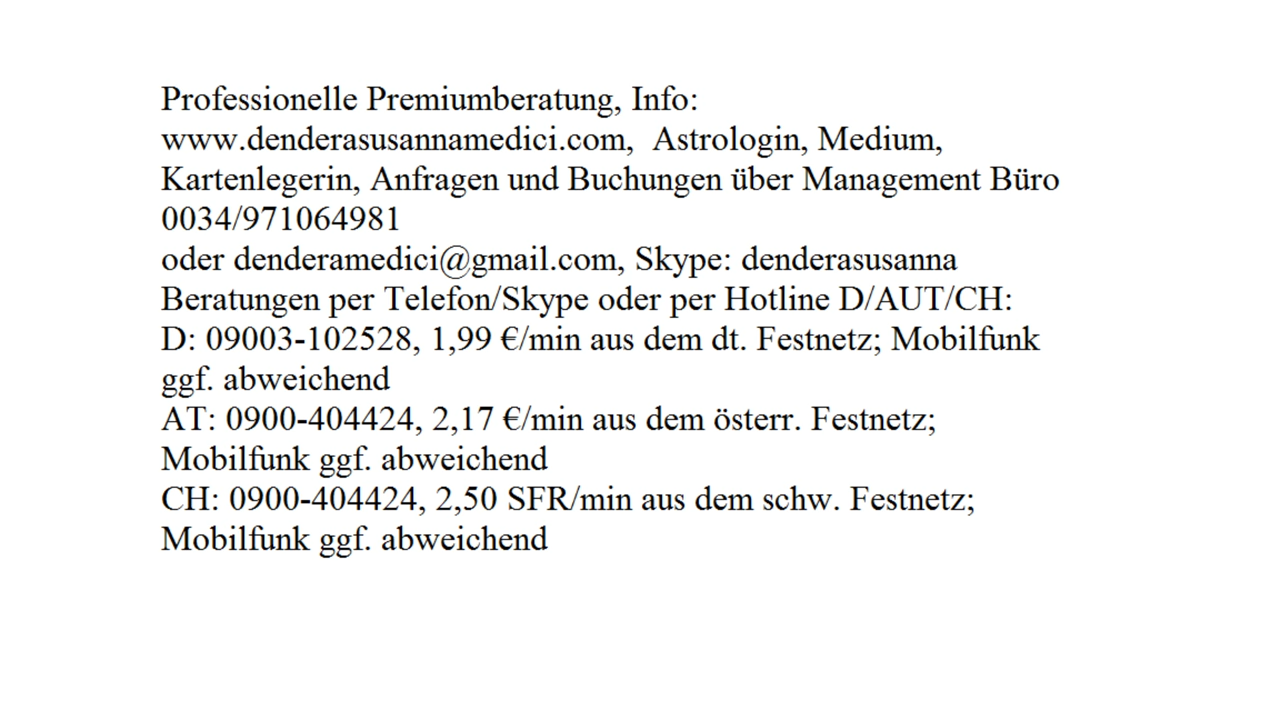 Professionelle Premiumberatung, Info:
www.denderasusannamedici.com,  Astrologin, Medium,
Kartenlegerin, Anfragen und Buchungen über Management Büro
0034/971064981
oder denderamedici@gmail.com, Skype: denderasusanna
Beratungen per Telefon/Skype oder per Hotline D/AUT/CH:
D: 09003-102528, 1,99 €/min aus dem dt. Festnetz; Mobilfunk
ggf. abweichend
AT: 0900-404424, 2,17 €/min aus dem österr. Festnetz;
Mobilfunk ggf. abweichend
CH: 0900-404424, 2,50 SFR/min aus dem schw. Festnetz;
Mobilfunk ggf. abweichend